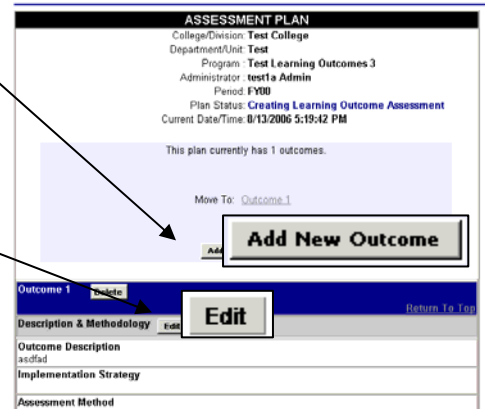 ASSESSMENT PLAN
College/Division: Test College
Department/Unit: Test
Program : Test Learning Outcomes 3
Administrator : test1a Admin
Period: FY00
Plan Status: Creating Learning Outcome Assessment
Current Date/Time: 8/13/2006 5:19:42 PM
This plan currently has 1 outcomes.
Move To: Outcome 1
Add New Outcome
Outcome 1 Delete
Return To Top
Description & Methodology Edit
Edit
Outcome Description
asdfad
Implementation Strategy
Assessment Method